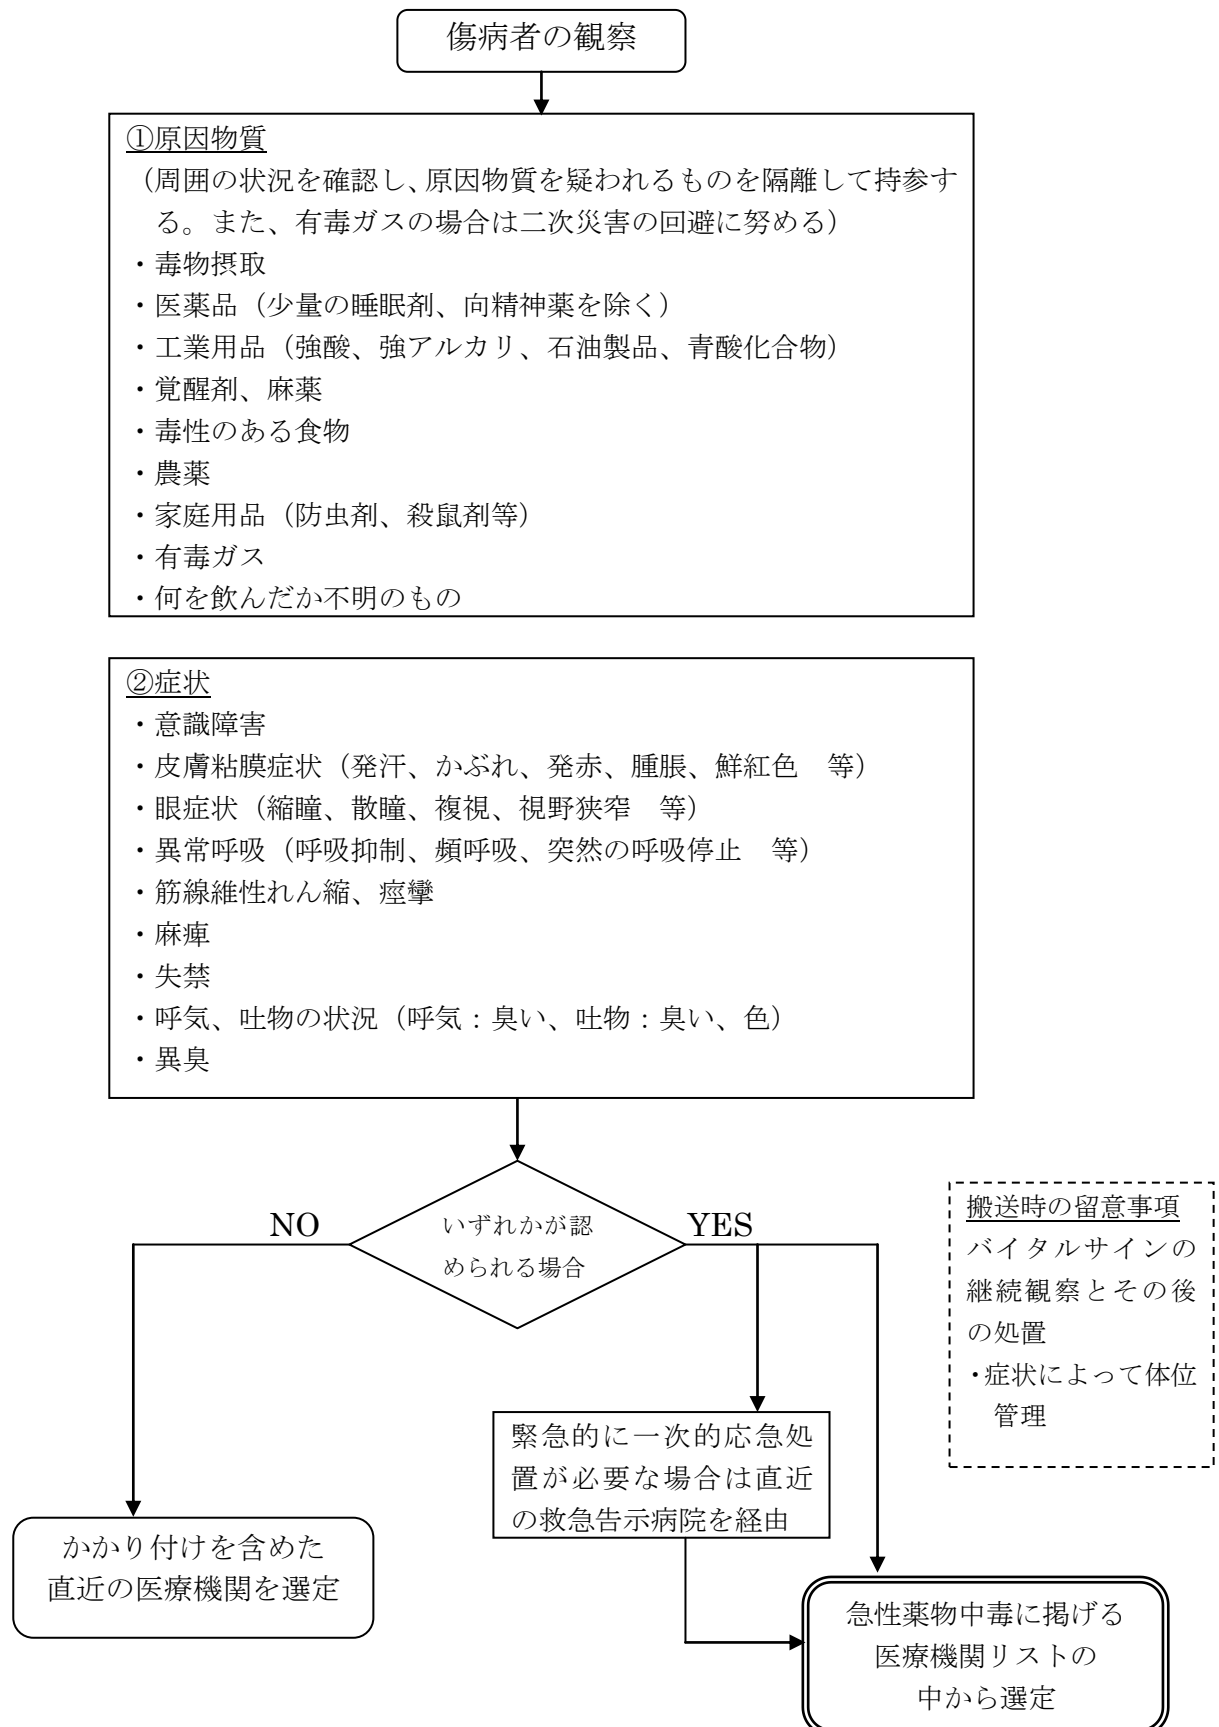 傷病者の観察
①原因物質
（周囲の状況を確認し、原因物質を疑われるものを隔離して持参す
る。また、有毒ガスの場合は二次災害の回避に努める）
・毒物摂取
・医薬品（少量の睡眠剤、向精神薬を除く）
・工業用品（強酸、強アルカリ、石油製品、青酸化合物）
・覚醒剤、麻薬
・毒性のある食物
・農薬
・家庭用品（防虫剤、殺鼠剤等）
・有毒ガス
・何を飲んだか不明のもの
②症状
・意識障害
・皮膚粘膜症状（発汗、かぶれ、発赤、腫脹、鮮紅色　等）
・眼症状（縮瞳、散瞳、複視、視野狭窄　等）
・異常呼吸（呼吸抑制、頻呼吸、突然の呼吸停止　等）
・筋線維性れん縮、痙攣
・麻痺
・失禁
・呼気、吐物の状況（呼気：臭い、吐物：臭い、色）
・異臭
NO
いずれかが認
められる場合
YES
搬送時の留意事項
バイタルサインの
継続観察とその後
の処置
・症状によって体位
管理
緊急的に一次的応急処
置が必要な場合は直近
の救急告示病院を経由
かかり付けを含めた
直近の医療機関を選定
急性薬物中毒に掲げる
医療機関リストの
中から選定